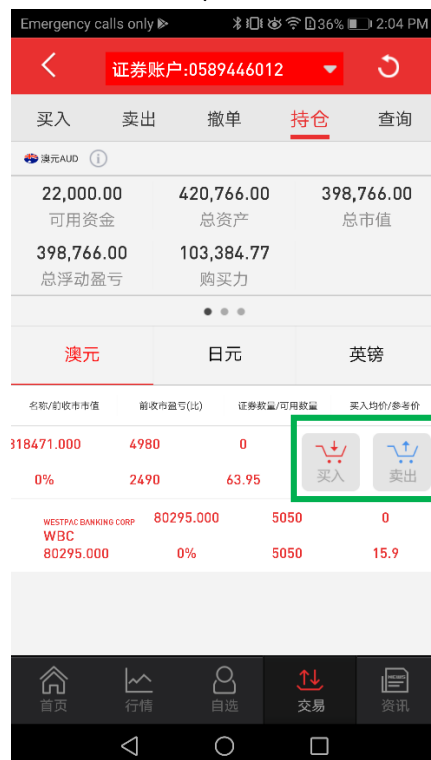 Emergency calls only 36% 2:04 PM
证券账户:0589446012
买入 卖出 撤单 持仓 查询
澳元AUD
22,000.00 420,766.00 398,766.00
可用资金 总资产 总市值
398,766.00 103,384.77
总浮动盈亏 购买力
澳元 日元 英镑
名称/前收市市值 前收市盈亏(比) 证券数量/可用数量 买入均价/参考价
318471.000 4980 0
0% 2490 63.95
买入 卖出
WESTPAC BANKING CORP 80295.000 5050 0
WBC
80295.000 0% 5050 15.9
NEWS
首页 行情 自选 交易 资讯